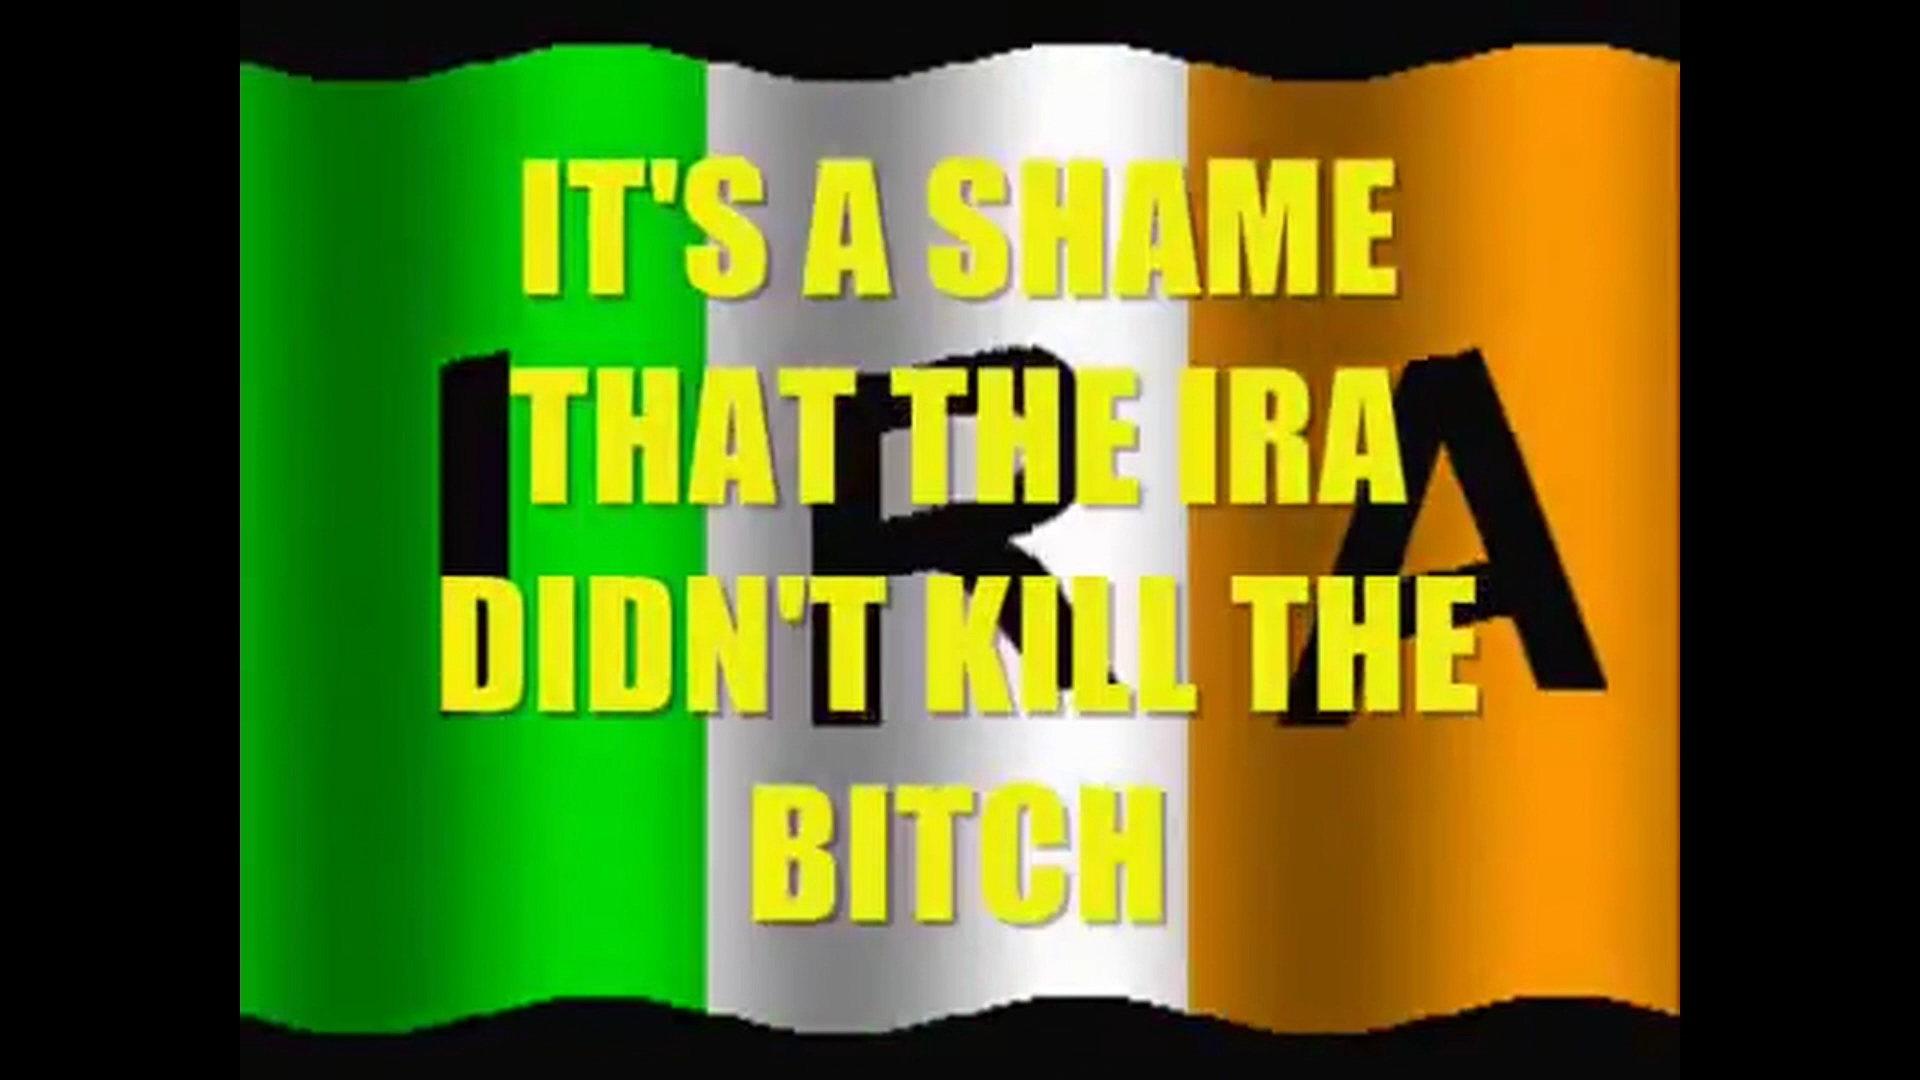 IT'S A SHAME
THAT THE IRA
DIDN'T KILL THE
BITCH
IRA